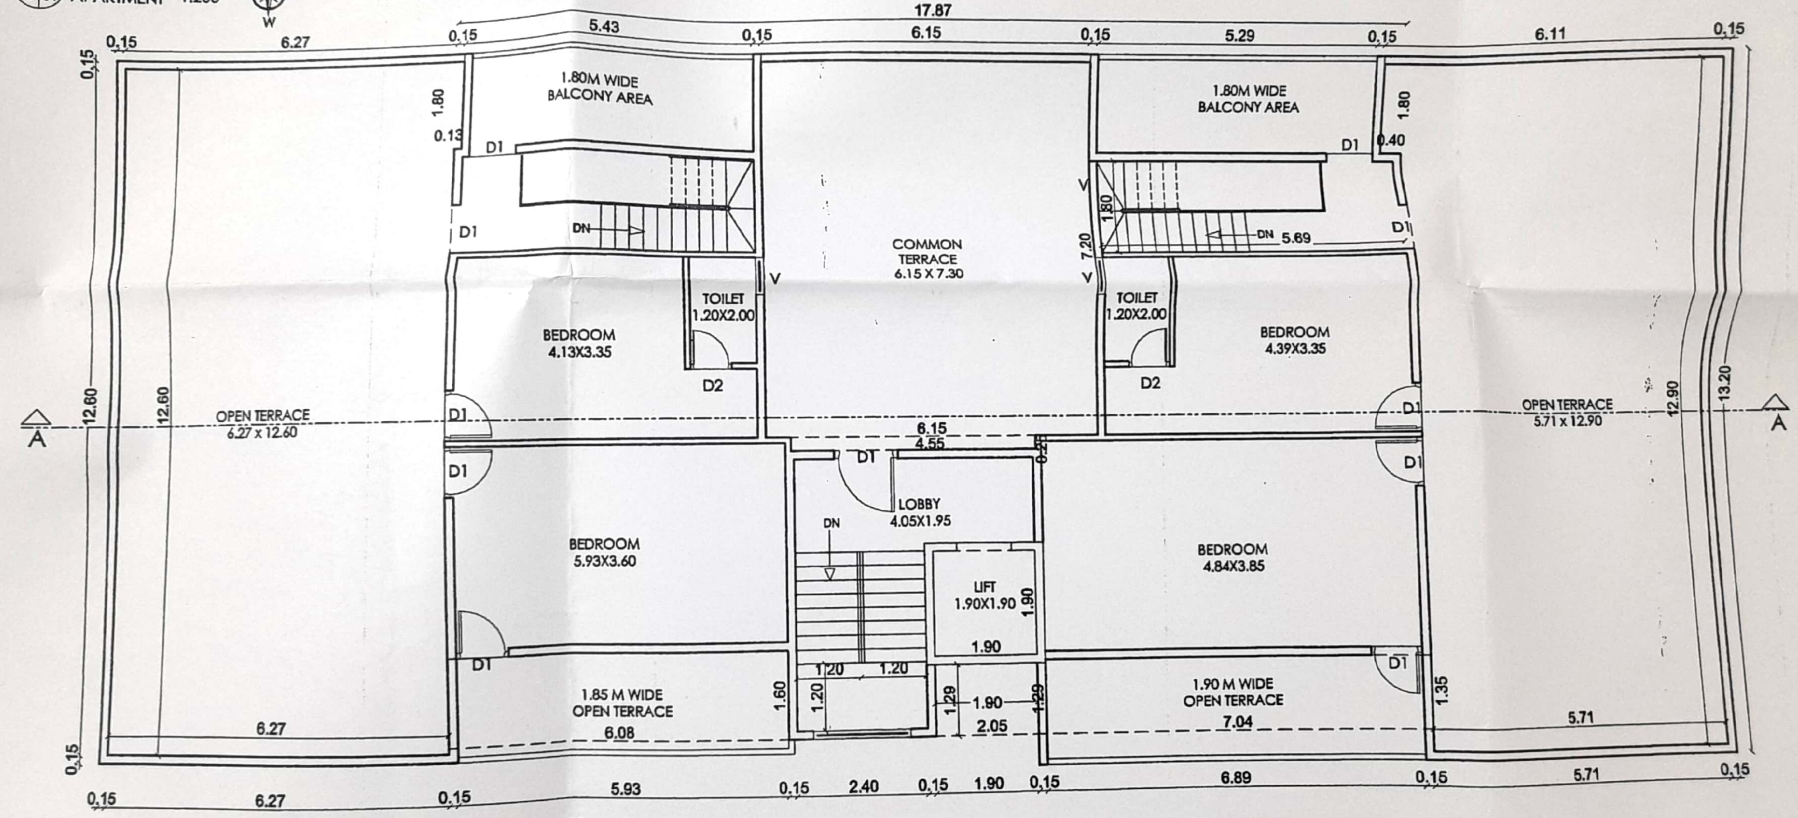 APARTMENT
W
17.87
0.15 6.27 0.15 5.43 0.15 6.15 0.15 5.29 0.15 6.11 0.15
0.15
1.80M WIDE
BALCONY AREA
1.80M WIDE
BALCONY AREA
1.80
1.80
0.13
0.40
D1
D1
V
1.80
D1
DN
DN
D1
5.69
7.20
COMMON
TERRACE
6.15 X 7.30
V
V
TOILET
1.20X2.00
TOILET
1.20X2.00
BEDROOM
4.13X3.35
BEDROOM
4.39X3.35
D2
D2
12.60
12.60
12.90
13.20
OPEN TERRACE
6.27 x 12.60
OPEN TERRACE
5.71 x 12.90
D1
D1
A
A
6.15
4.55
D1
D1
D1
LOBBY
4.05X1.95
DN
BEDROOM
5.93X3.60
BEDROOM
4.84X3.85
LIFT
1.90X1.90
1.90
1.90
D1
D1
1.20 1.20
1.85 M WIDE
OPEN TERRACE
1.60
1.20
1.29
1.90
1.29
1.90 M WIDE
OPEN TERRACE
1.35
6.27
6.08
2.05
7.04
5.71
0.15
0.15 6.27 0.15 5.93 0.15 2.40 0.15 1.90 0.15 6.89 0.15 5.71 0.15